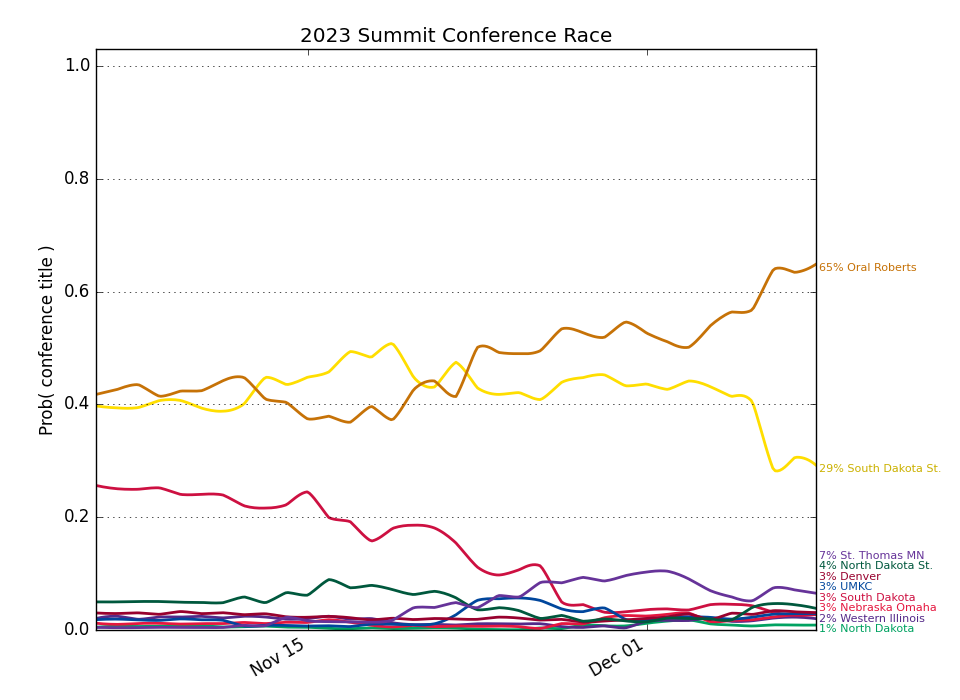 2023 Summit Conference Race
1.0
0.8
0.6
0.4
0.2
0.0
Prob( conference title )
Nov 15
Dec 01
65% Oral Roberts
29% South Dakota St.
7% St. Thomas MN
4% North Dakota St.
3% Denver
3% UMKC
3% South Dakota
3% Nebraska Omaha
2% Western Illinois
1% North Dakota